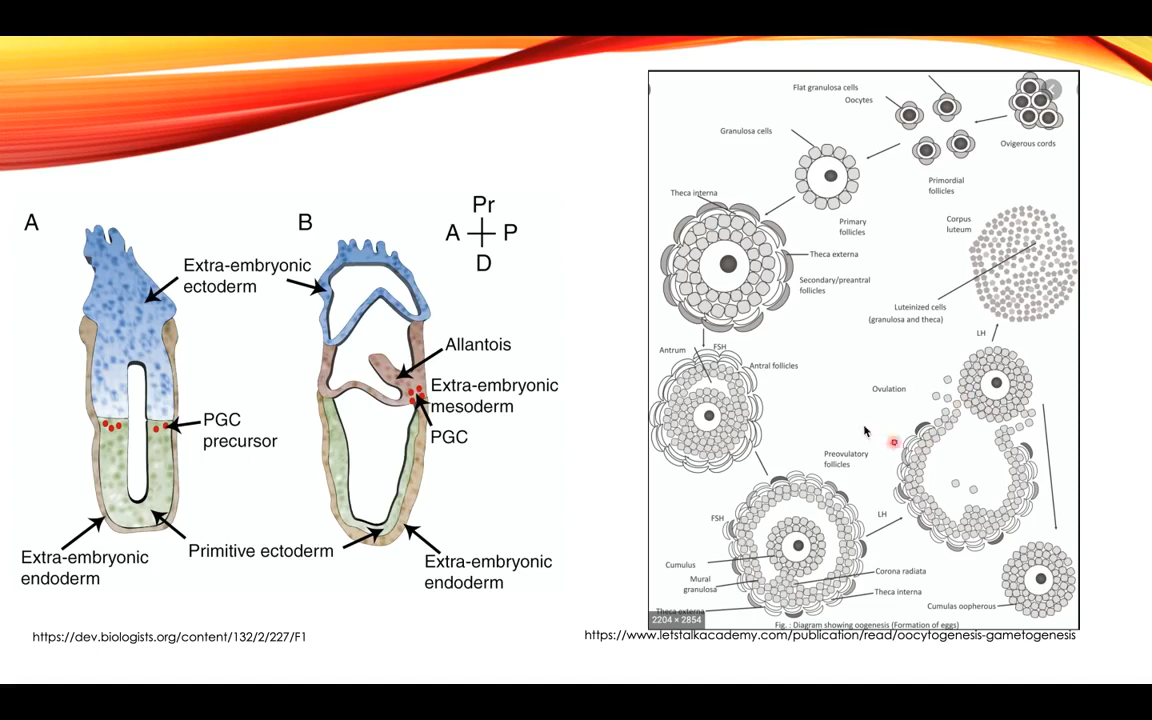 A
B
Pr
A
P
D
Extra-embryonic
ectoderm
Allantois
Extra-embryonic
mesoderm
PGC
precursor
PGC
Primitive ectoderm
Extra-embryonic
endoderm
Extra-embryonic
endoderm
https://dev.biologists.org/content/132/2/227/F1
Flat granulosa cells
Oocytes
Granulosa cells
Ovigerous cords
Primordial
follicles
Theca interna
Primary
follicles
Corpus
luteum
Theca externa
Secondary/preantral
follicles
Luteinized cells
(granulosa and theca)
LH
Antrum
FSH
Antral follicles
Ovulation
Preovulatory
follicles
FSH
LH
Cumulus
Mural
granulosa
Corona radiata
Theca interna
Cumulas oopherous
Theca externa
2204 × 2854
Fig. : Diagram showing oogenesis (Formation of eggs)
https://www.letstalkacademy.com/publication/read/oocytogenesis-gametogenesis